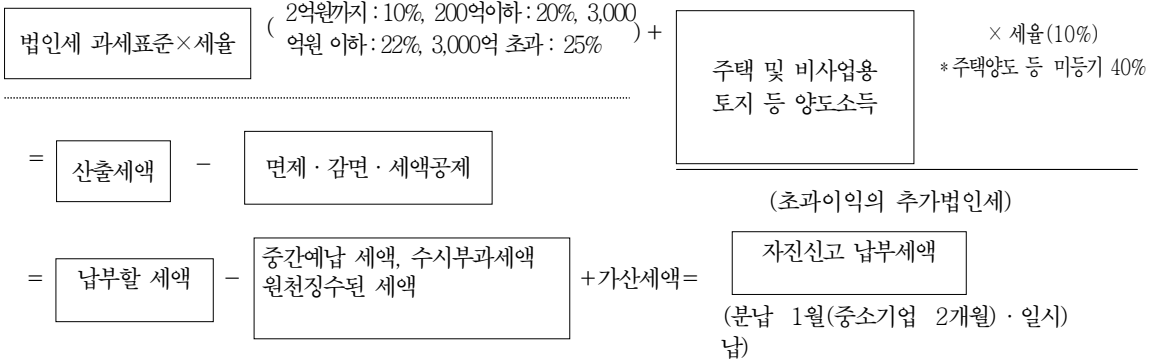 법인세 과세표준×세율
( 2억원까지 : 10%, 200억이하 : 20%, 3,000
억원 이하 : 22%, 3,000억 초과 : 25% ) +
주택 및 비사업용
토지 등 양도소득
× 세율(10%)
*주택양도 등 미등기 40%
= 산출세액 - 면제 · 감면 · 세액공제
(초과이익의 추가법인세)
= 납부할 세액 - 중간예납 세액, 수시부과세액
원천징수된 세액
+가산세액=
자진신고 납부세액
(분납 1월(중소기업 2개월) · 일시)
납)